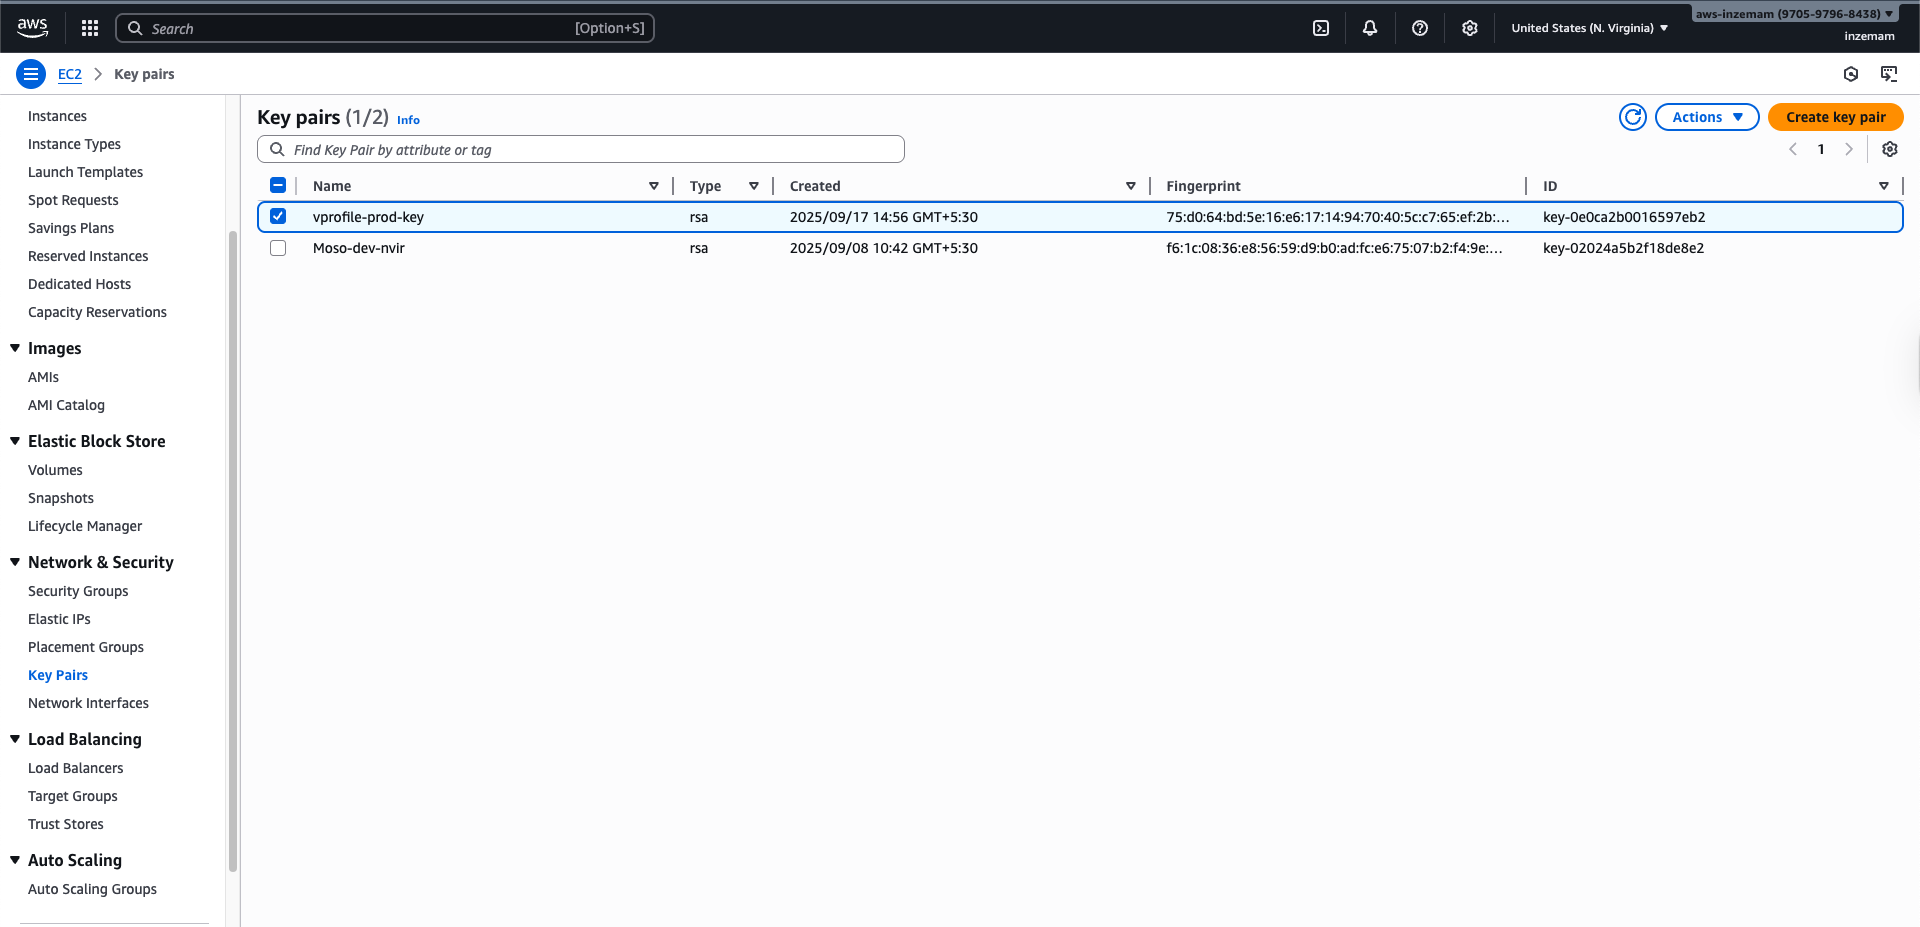 aws
Search
[Option+S]
United States (N. Virginia)
aws-inzemam (9705-9796-8438)
inzemam
EC2
Key pairs
Instances
Instance Types
Launch Templates
Spot Requests
Savings Plans
Reserved Instances
Dedicated Hosts
Capacity Reservations
Images
AMIs
AMI Catalog
Elastic Block Store
Volumes
Snapshots
Lifecycle Manager
Network & Security
Security Groups
Elastic IPs
Placement Groups
Key Pairs
Network Interfaces
Load Balancing
Load Balancers
Target Groups
Trust Stores
Auto Scaling
Auto Scaling Groups
Key pairs (1/2) Info
Actions
Create key pair
Find Key Pair by attribute or tag
1
Name Type Created Fingerprint ID
vprofile-prod-key rsa 2025/09/17 14:56 GMT+5:30 75:d0:64:bd:5e:16:e6:17:14:94:70:40:5c:c7:65:ef:2b:... key-0e0ca2b0016597eb2
Moso-dev-nvir rsa 2025/09/08 10:42 GMT+5:30 f6:1c:08:36:e8:56:59:d9:b0:ad:fc:e6:75:07:b2:f4:9e:... key-02024a5b2f18de8e2